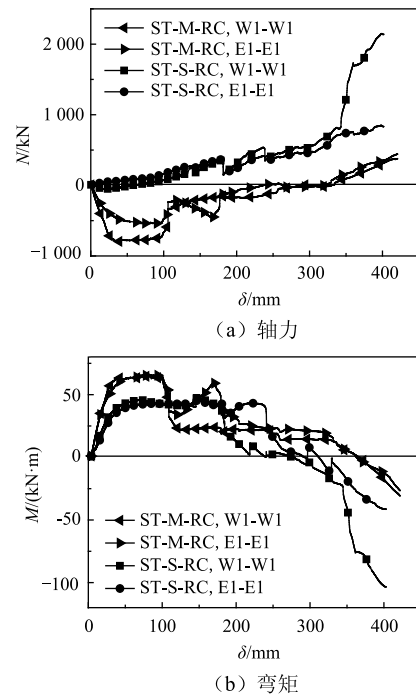 2 000
ST-M-RC, W1-W1
ST-M-RC, E1-E1
ST-S-RC, W1-W1
ST-S-RC, E1-E1
1 000
N/kN
0
−1 000
0 100 200 300 400
δ/mm
(a) 轴力
50
M/(kN·m)
0
ST-M-RC, W1-W1
ST-M-RC, E1-E1
−50
ST-S-RC, W1-W1
ST-S-RC, E1-E1
−100
0 100 200 300 400
δ/mm
(b) 弯矩